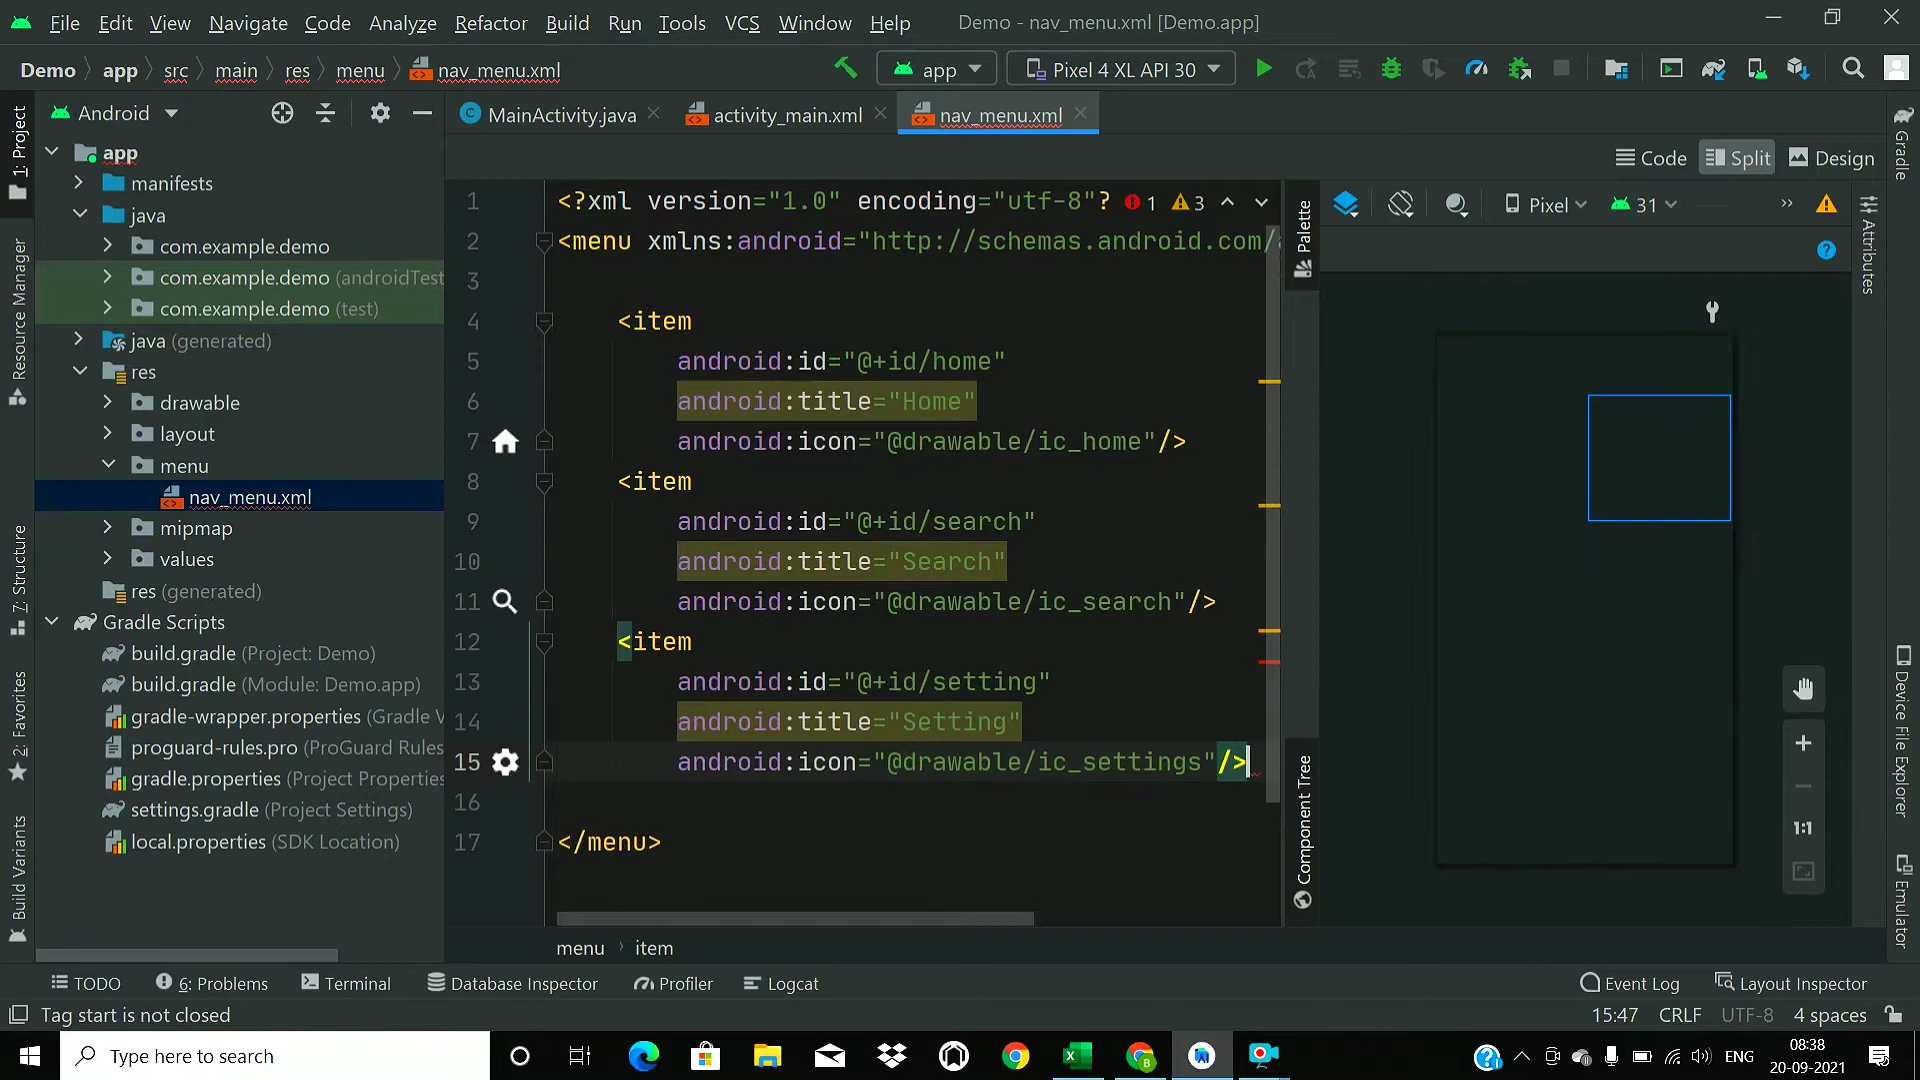 File Edit View Navigate Code Analyze Refactor Build Run Tools VCS Window Help Demo - nav_menu.xml [Demo.app]
Demo app src main res menu nav_menu.xml app Pixel 4 XL API 30
Android MainActivity.java activity_main.xml nav_menu.xml
Code Split Design
1: Project
Resource Manager
7: Structure
2: Favorites
Build Variants
app
manifests
java
com.example.demo
com.example.demo (androidTest
com.example.demo (test)
java (generated)
res
drawable
layout
menu
nav_menu.xml
mipmap
values
res (generated)
Gradle Scripts
build.gradle (Project: Demo)
build.gradle (Module: Demo.app)
gradle-wrapper.properties (Gradle V
proguard-rules.pro (ProGuard Rules
gradle.properties (Project Properties
settings.gradle (Project Settings)
local.properties (SDK Location)
1 <?xml version="1.0" encoding="utf-8"? 1 3
2 <menu xmlns:android="http://schemas.android.com/a
3
4 <item
5 android:id="@+id/home"
6 android:title="Home"
7 android:icon="@drawable/ic_home"/>
8 <item
9 android:id="@+id/search"
10 android:title="Search"
11 android:icon="@drawable/ic_search"/>
12 <item
13 android:id="@+id/setting"
14 android:title="Setting"
15 android:icon="@drawable/ic_settings"/>
16
17 </menu>
menu item
Palette
Component Tree
Pixel 31
?
1:1
Gradle
Attributes
Device File Explorer
Emulator
TODO 6: Problems Terminal Database Inspector Profiler Logcat Event Log Layout Inspector
Tag start is not closed 15:47 CRLF UTF-8 4 spaces
Type here to search ENG 08:38
20-09-2021